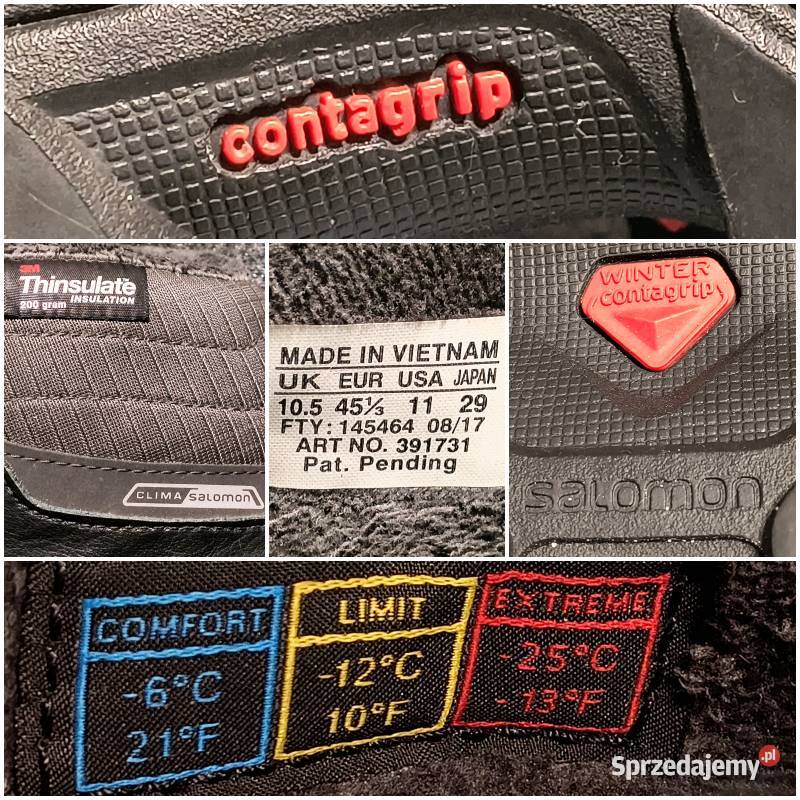 contagrip
3M
Thinsulate
INSULATION
200 gram
CLIMA salomon
MADE IN VIETNAM
UK EUR USA JAPAN
10.5 45⅓ 11 29
FTY: 145464 08/17
ART NO. 391731
Pat. Pending
WINTER
contagrip
salomon
COMFORT
-6°C
21°F
LIMIT
-12°C
10°F
EXTREME
-25°C
-13°F
Sprzedajemy.pl